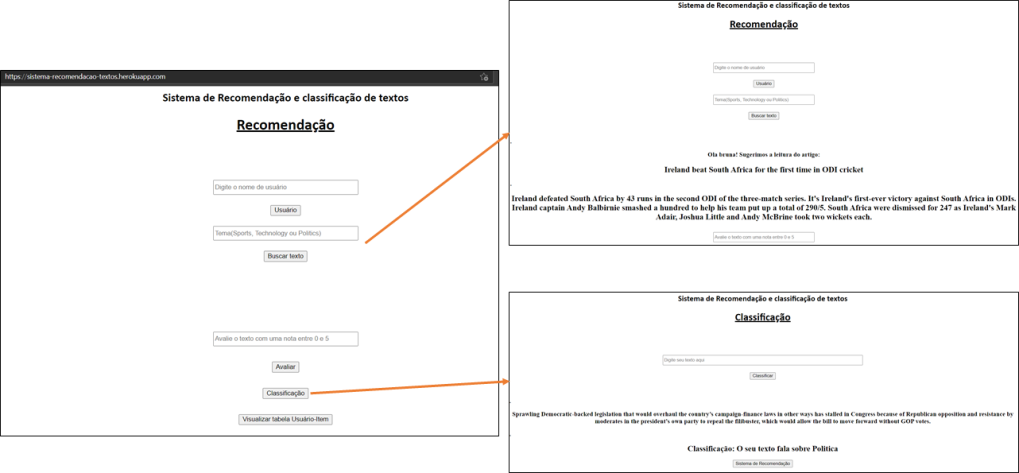 https://sistema-recomendacao-textos.herokuapp.com
Sistema de Recomendação e classificação de textos
Recomendação
Digite o nome de usuário
Usuário
Tema(Sports, Technology ou Politics)
Buscar texto
Avalie o texto com uma nota entre 0 e 5
Avaliar
Classificação
Visualizar tabela Usuário-Item
Sistema de Recomendação e classificação de textos
Recomendação
Digite o nome de usuário
Usuário
Tema(Sports, Technology ou Politics)
Buscar texto
Ola bruna! Sugerimos a leitura do artigo:
Ireland beat South Africa for the first time in ODI cricket
Ireland defeated South Africa by 43 runs in the second ODI of the three-match series. It's Ireland's first-ever victory against South Africa in ODIs.
Ireland captain Andy Balbirnie smashed a hundred to help his team put up a total of 290/5. South Africa were dismissed for 247 as Ireland's Mark
Adair, Joshua Little and Andy McBrine took two wickets each.
Avalie o texto com uma nota entre 0 e 5
Sistema de Recomendação e classificação de textos
Classificação
Digite seu texto aqui
Classificar
Sprawling Democratic-backed legislation that would overhaul the country's campaign-finance laws in other ways has stalled in Congress because of Republican opposition and resistance by
moderates in the president's own party to repeal the filibuster, which would allow the bill to move forward without GOP votes.
Classificação: O seu texto fala sobre Politica
Sistema de Recomendação